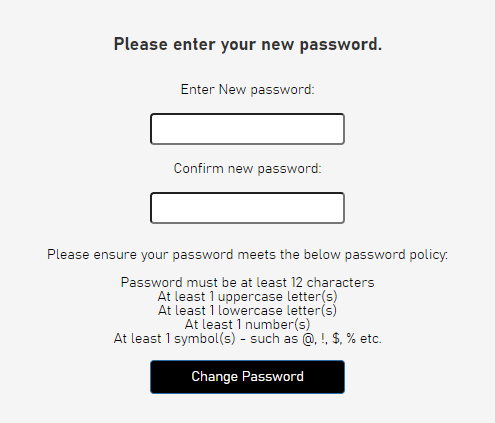 Please enter your new password.
Enter New password:
Confirm new password:
Please ensure your password meets the below password policy:
Password must be at least 12 characters
At least 1 uppercase letter(s)
At least 1 lowercase letter(s)
At least 1 number(s)
At least 1 symbol(s) - such as @, !, $, % etc.
Change Password